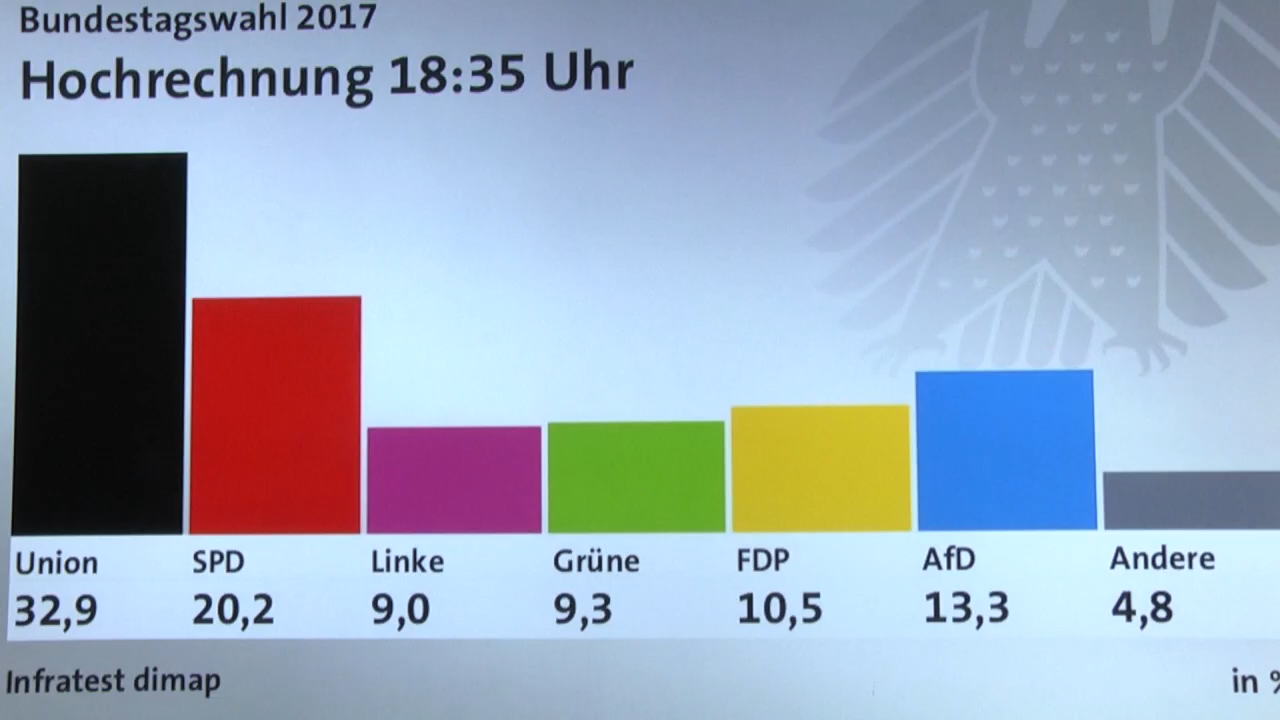 Bundestagswahl 2017
Hochrechnung 18:35 Uhr
Union SPD Linke Grüne FDP AfD Andere
32,9 20,2 9,0 9,3 10,5 13,3 4,8
Infratest dimap in %